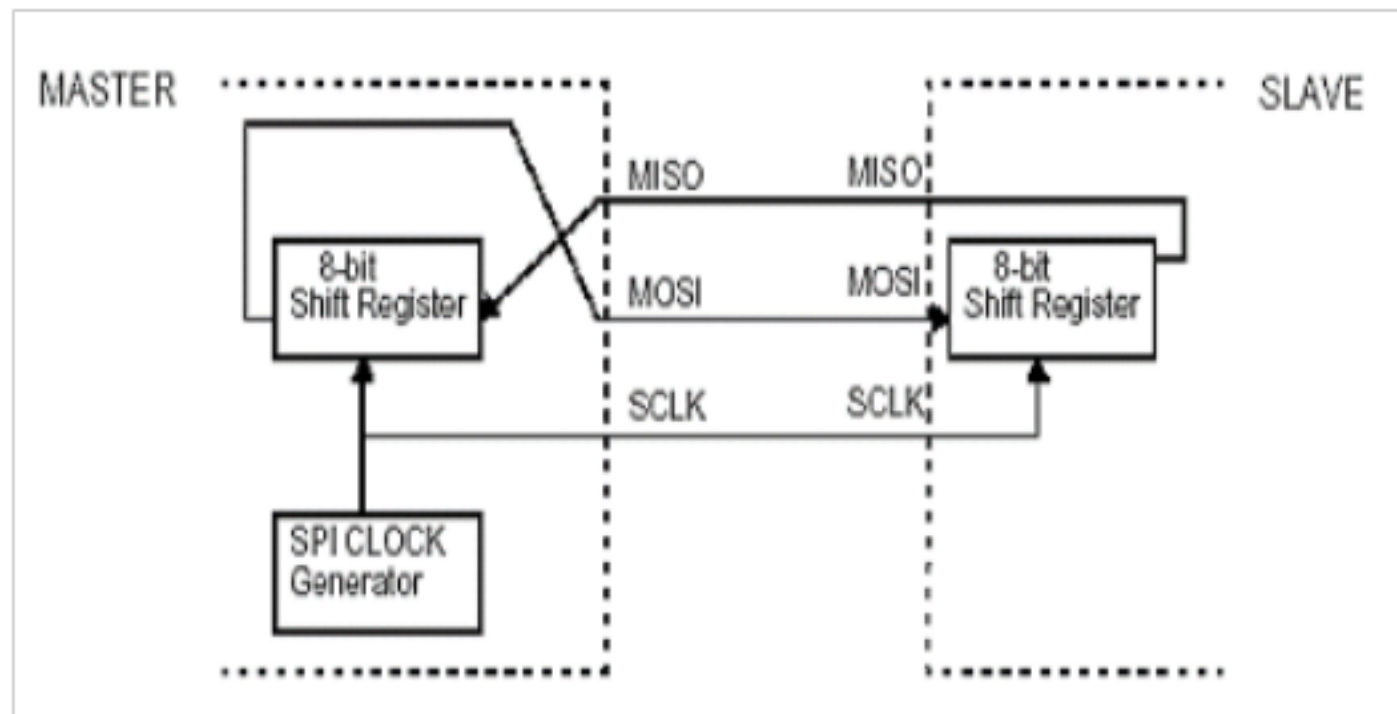 MASTER
SLAVE
MISO
MISO
8-bit
Shift Register
8-bit
Shift Register
MOSI
MOSI
SCLK
SCLK
SPI CLOCK
Generator